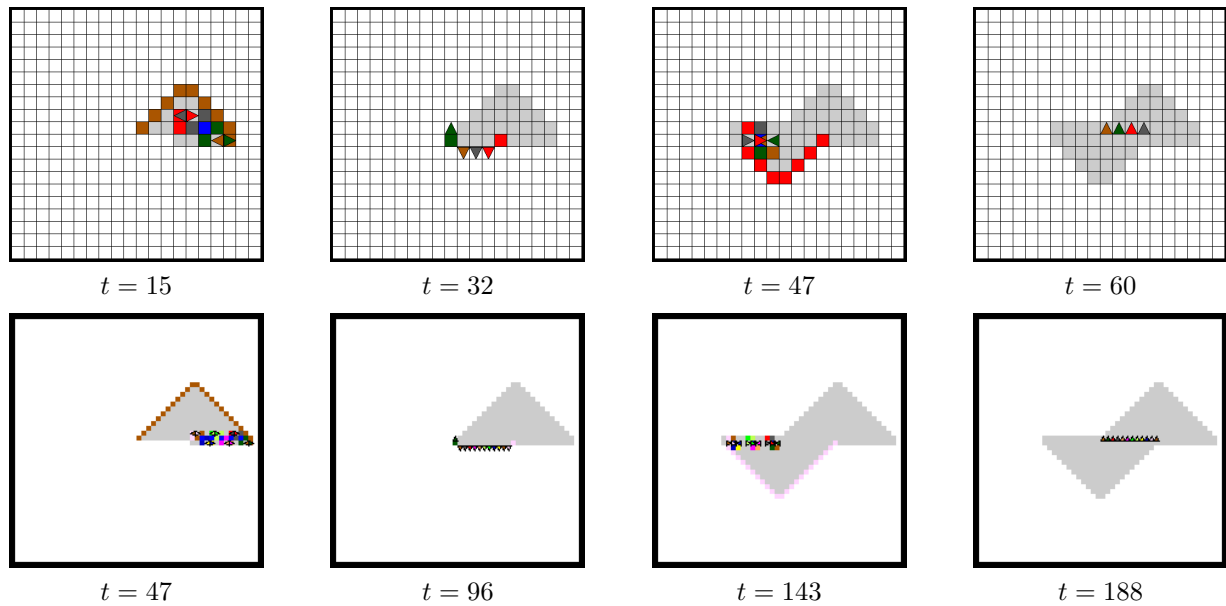 t = 15 t = 32 t = 47 t = 60
t = 47 t = 96 t = 143 t = 188